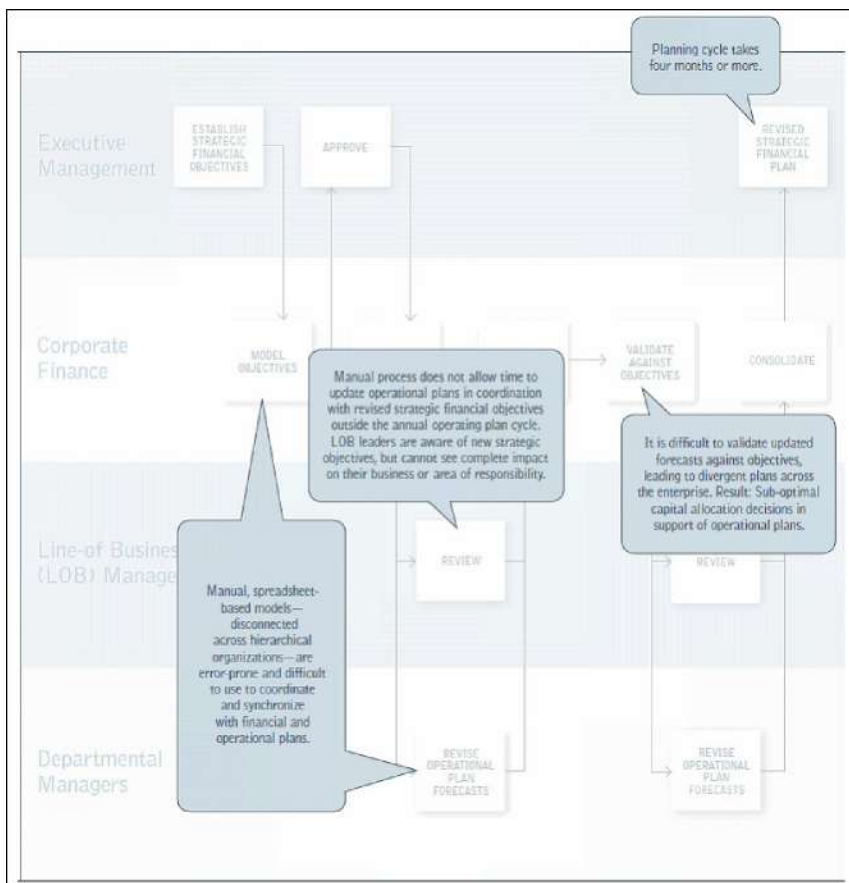 Planning cycle takes
four months or more.
Executive
Management
ESTABLISH
STRATEGIC
FINANCIAL
OBJECTIVES
APPROVE
REVISED
STRATEGIC
FINANCIAL
PLAN
Corporate
Finance
MODEL
OBJECTIVES
VALIDATE
AGAINST
OBJECTIVES
CONSOLIDATE
Manual process does not allow time to
update operational plans in coordination
with revised strategic financial objectives
outside the annual operating plan cycle.
LOB leaders are aware of new strategic
objectives, but cannot see complete impact
on their business or area of responsibility.
It is difficult to validate updated
forecasts against objectives,
leading to divergent plans across
the enterprise. Result: Sub-optimal
capital allocation decisions in
support of operational plans.
Line-of Business
(LOB) Manag
REVIEW
REVIEW
Manual, spreadsheet-
based models—
disconnected
across hierarchical
organizations—are
error-prone and difficult
to use to coordinate
and synchronize
with financial and
operational plans.
Departmental
Managers
REVISE
OPERATIONAL
PLAN
FORECASTS
REVISE
OPERATIONAL
PLAN
FORECASTS